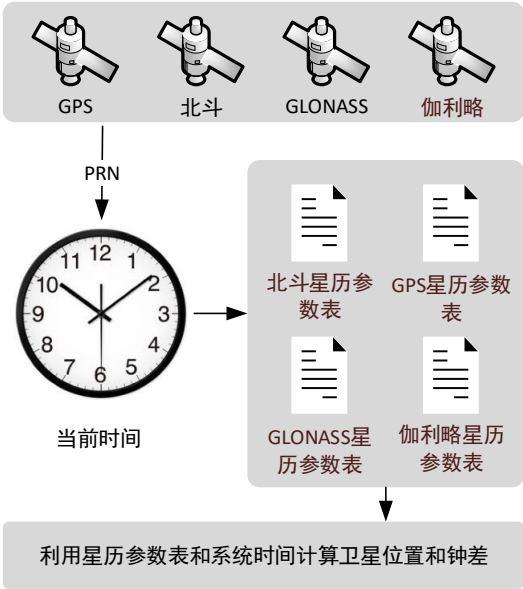 GPS
北斗
GLONASS
伽利略
PRN
12
1
2
3
4
5
6
7
8
9
10
11
当前时间
北斗星历参
数表
GPS星历参数
表
GLONASS星
历参数表
伽利略星历
参数表
利用星历参数表和系统时间计算卫星位置和钟差